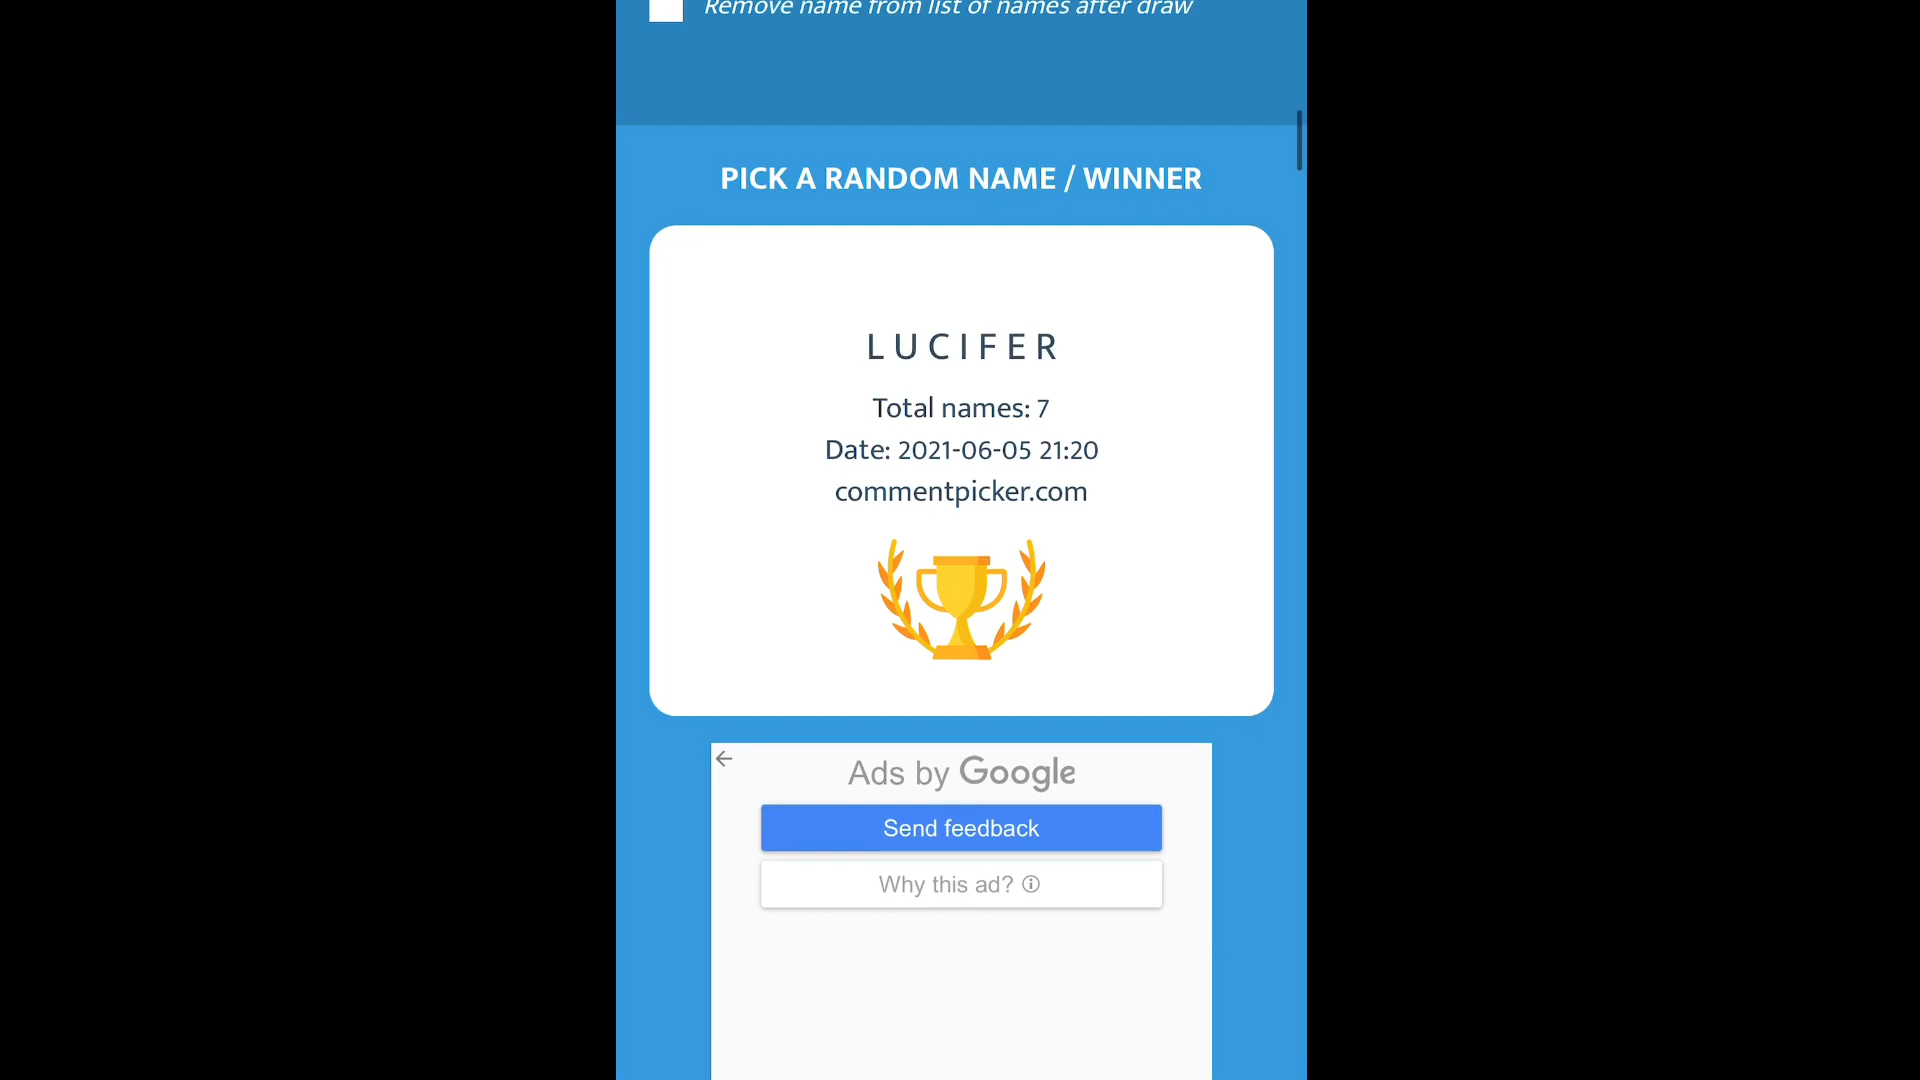 Remove name from list of names after draw
PICK A RANDOM NAME / WINNER
L U C I F E R
Total names: 7
Date: 2021-06-05 21:20
commentpicker.com
Ads by Google
Send feedback
Why this ad?